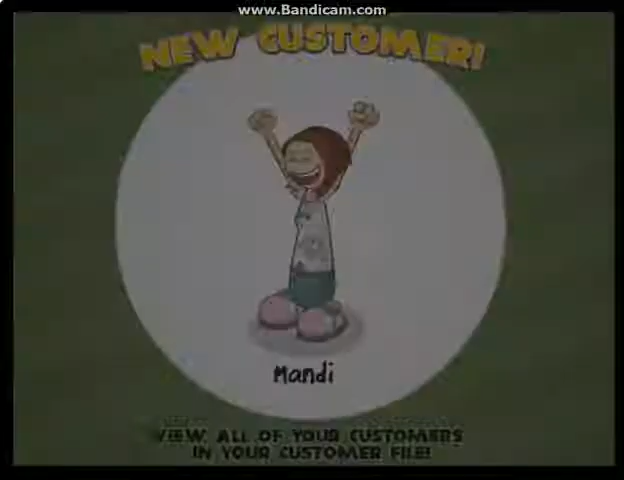 www.Bandicam.com
NEW CUSTOMER!
Mandi
VIEW ALL OF YOUR CUSTOMERS
IN YOUR CUSTOMER FILE!